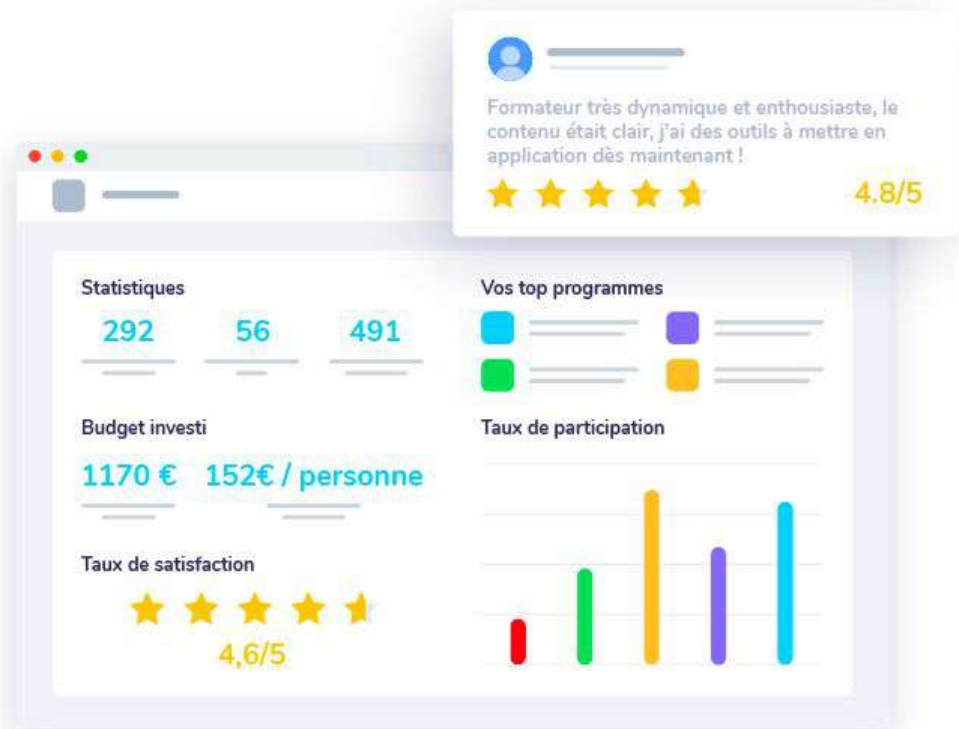 Formateur très dynamique et enthousiaste, le
contenu était clair, j'ai des outils à mettre en
application dès maintenant !
4.8/5
Statistiques
292 56 491
Budget investi
1170 € 152€ / personne
Taux de satisfaction
4,6/5
Vos top programmes
Taux de participation